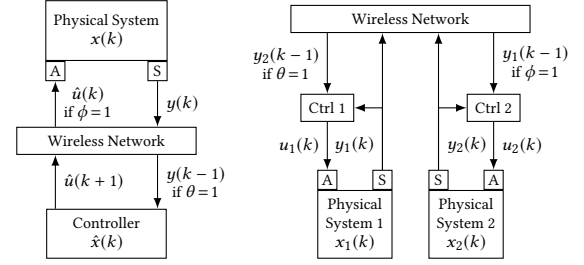 Physical System
x(k)
A
S
û(k)
if ϕ=1
y(k)
Wireless Network
û(k+1)
y(k−1)
if θ=1
Controller
x̂(k)
Wireless Network
y₂(k−1)
if θ=1
y₁(k−1)
if ϕ=1
Ctrl 1
Ctrl 2
u₁(k)
y₁(k)
y₂(k)
u₂(k)
A
S
S
A
Physical
System 1
x₁(k)
Physical
System 2
x₂(k)